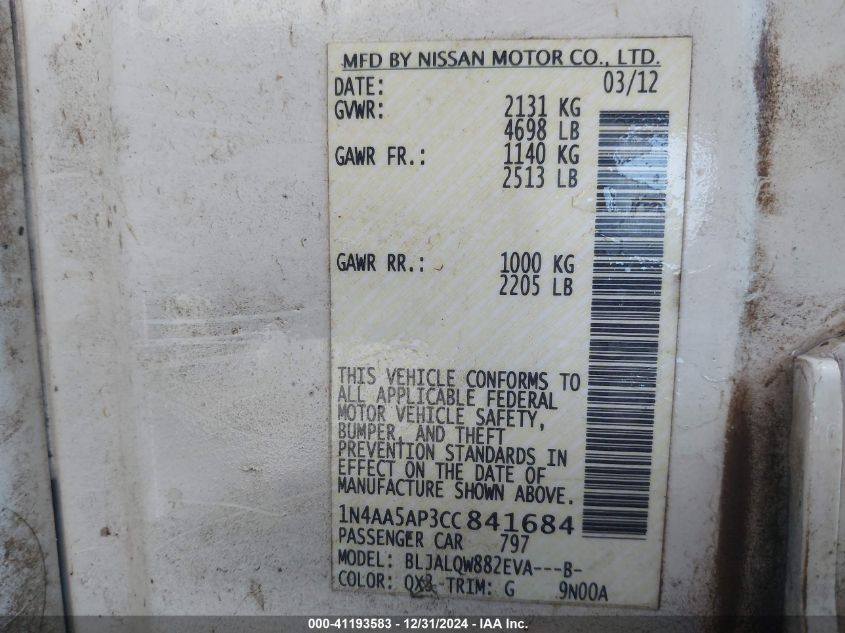 MFD BY NISSAN MOTOR CO., LTD.
DATE: 03/12
GVWR: 2131 KG
4698 LB
GAWR FR.: 1140 KG
2513 LB
GAWR RR.: 1000 KG
2205 LB
THIS VEHICLE CONFORMS TO
ALL APPLICABLE FEDERAL
MOTOR VEHICLE SAFETY,
BUMPER, AND THEFT
PREVENTION STANDARDS IN
EFFECT ON THE DATE OF
MANUFACTURE SHOWN ABOVE.
1N4AA5AP3CC841684
PASSENGER CAR 797
MODEL: BLJALQW882EVA---B-
COLOR: QX3 TRIM: G 9N00A
000-41193583 - 12/31/2024 - IAA Inc.